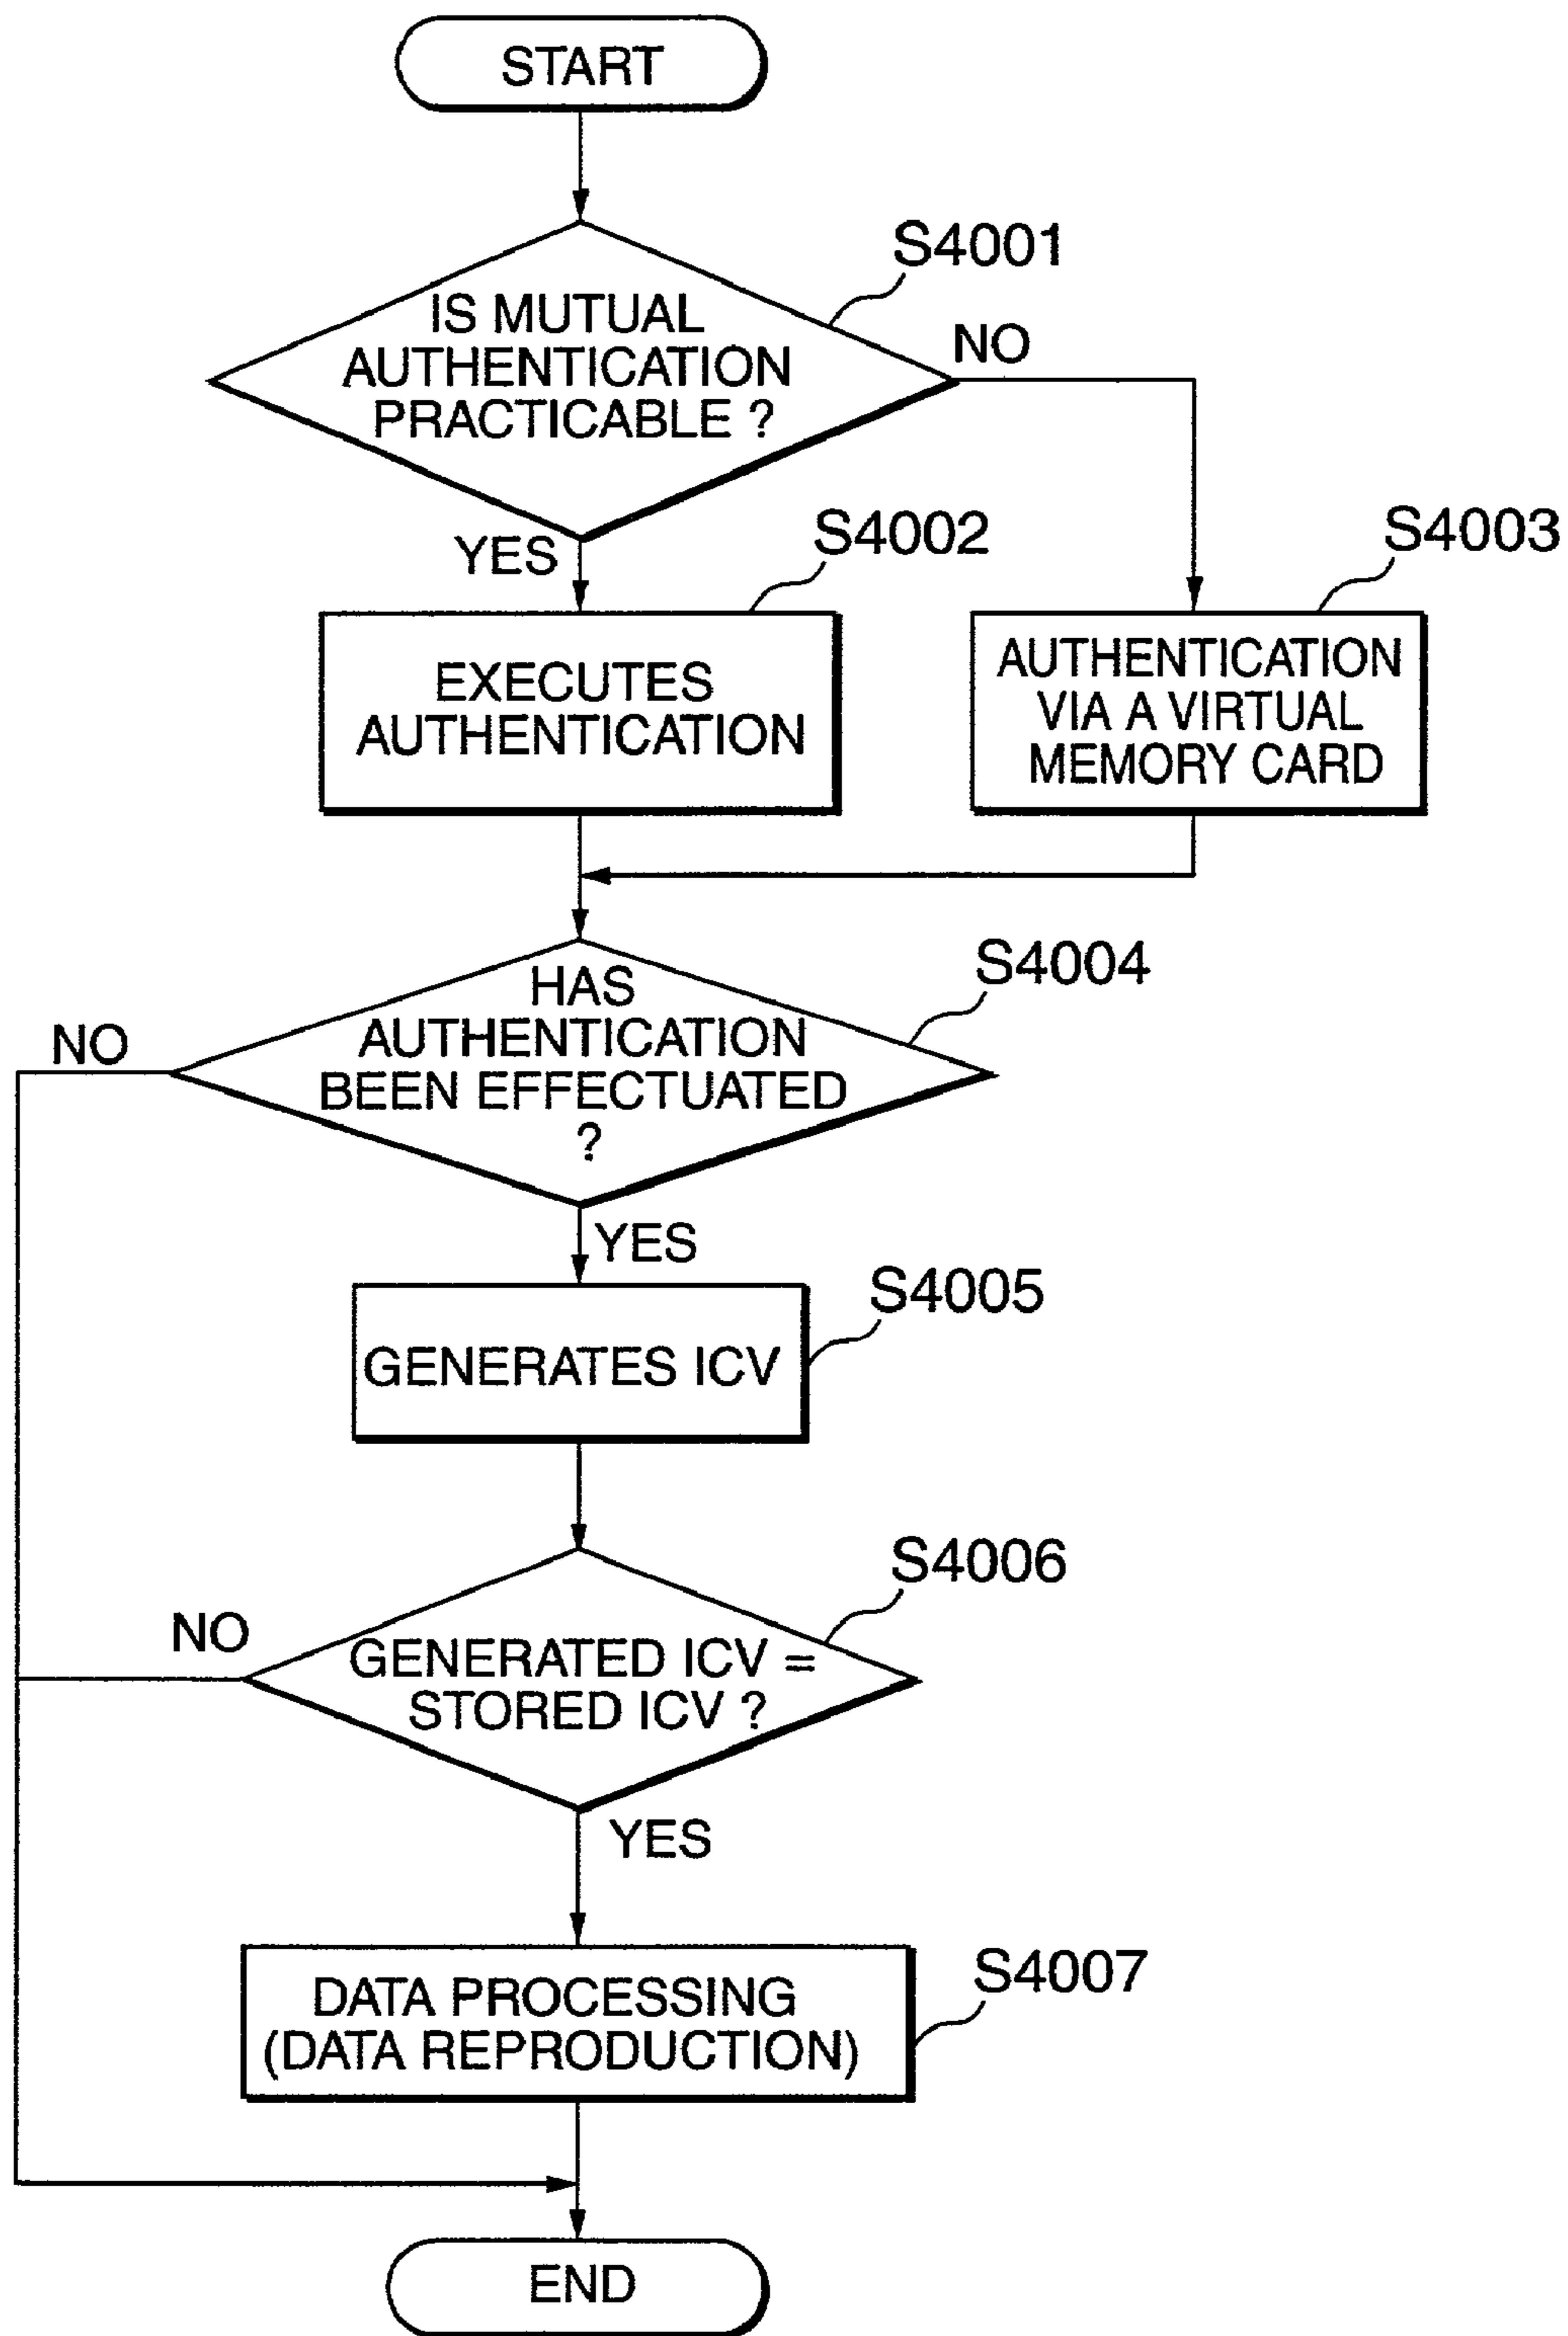 START
S4001
IS MUTUAL
AUTHENTICATION
PRACTICABLE ?
NO
YES
S4002
S4003
EXECUTES
AUTHENTICATION
AUTHENTICATION
VIA A VIRTUAL
MEMORY CARD
S4004
HAS
AUTHENTICATION
BEEN EFFECTUATED
?
NO
YES
S4005
GENERATES ICV
S4006
NO
GENERATED ICV =
STORED ICV ?
YES
S4007
DATA PROCESSING
(DATA REPRODUCTION)
END